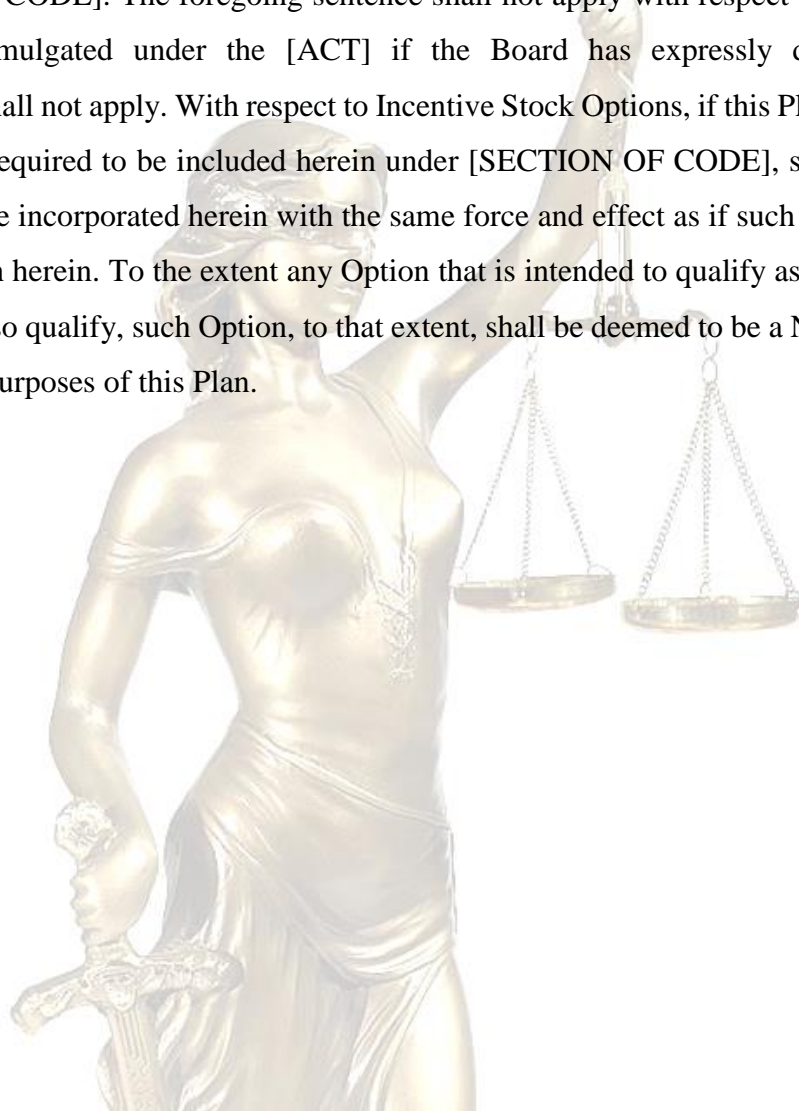 CODE]. The foregoing sentence shall not apply with respect
mulgated under the [ACT] if the Board has expressly
all not apply. With respect to Incentive Stock Options, if this
equired to be included herein under [SECTION OF CODE],
e incorporated herein with the same force and effect as if such
herein. To the extent any Option that is intended to qualify as
so qualify, such Option, to that extent, shall be deemed to be a
urposes of this Plan.